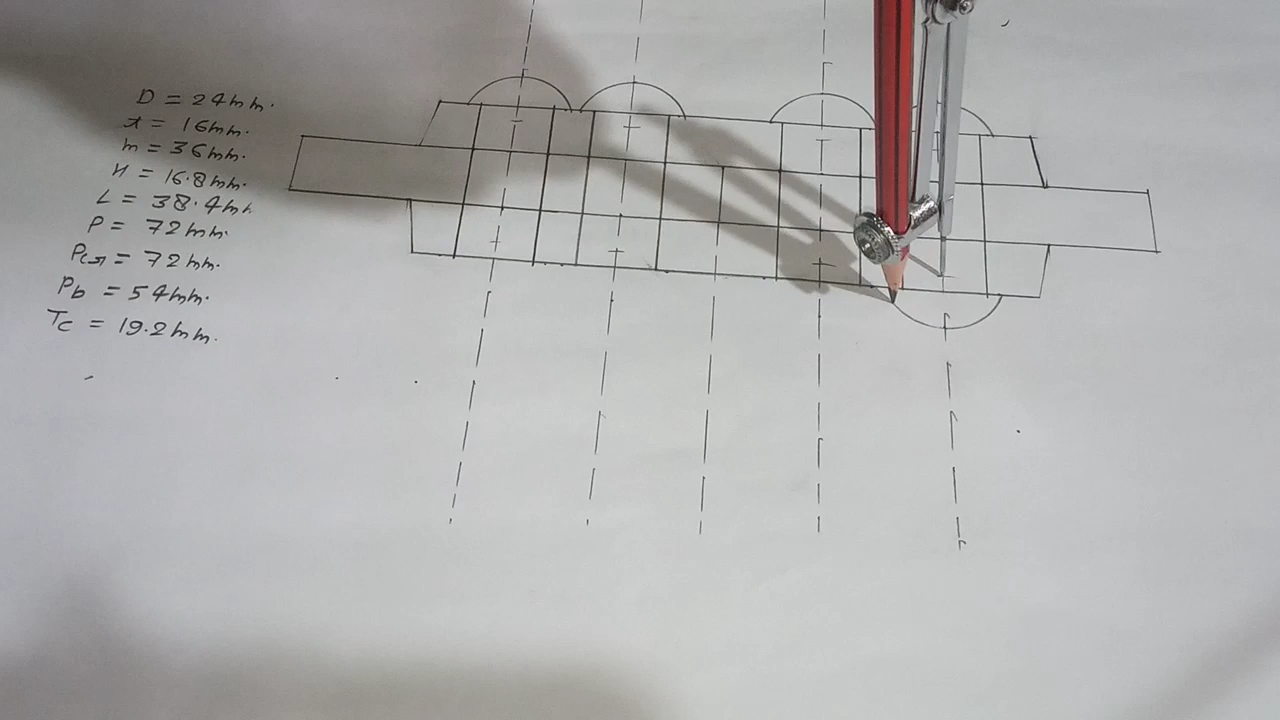 D = 24mm.
t = 16mm.
m = 36mm.
H = 16.8mm.
L = 38.4mm
P = 72mm.
Pcr = 72mm.
Pb = 54mm.
Tc = 19.2mm.